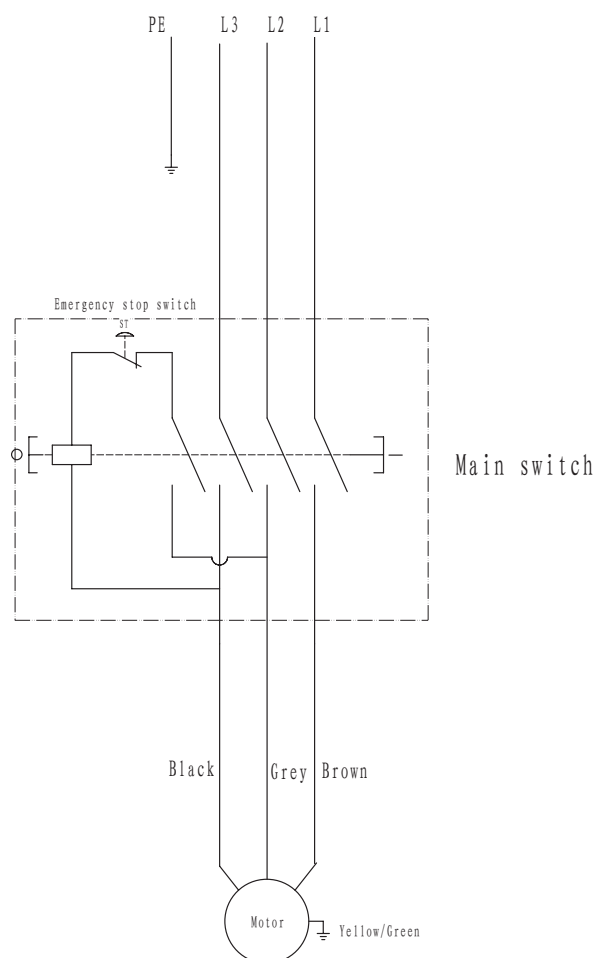 PE L3 L2 L1
Emergency stop switch
ST
Main switch
Black Grey Brown
Motor
Yellow/Green